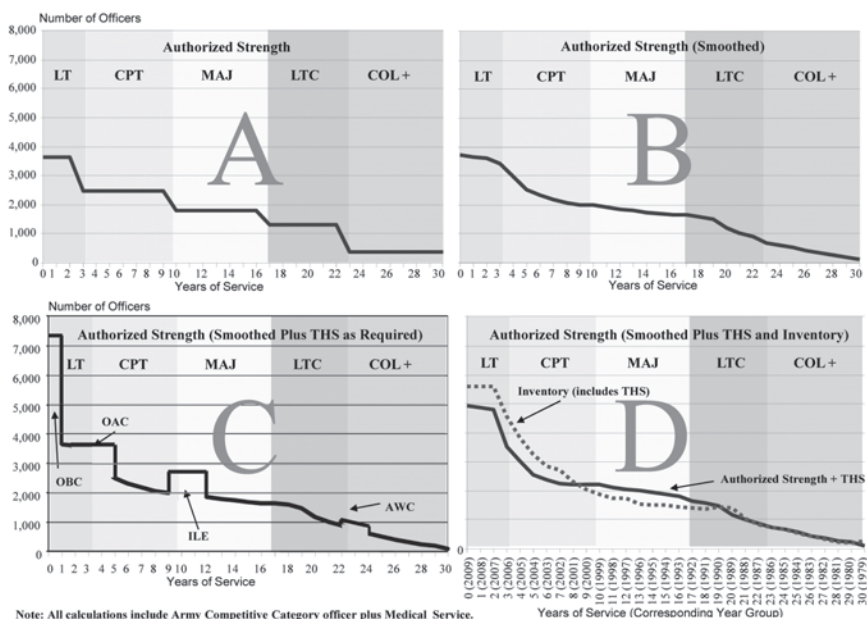 Number of Officers
Authorized Strength
LT CPT MAJ LTC COL +
A
8,000
7,000
6,000
5,000
4,000
3,000
2,000
1,000
0
0 1 2 3 4 5 6 7 8 9 10 12 14 16 18 20 22 24 26 28 30
Years of Service
Authorized Strength (Smoothed)
LT CPT MAJ LTC COL +
B
0 1 2 3 4 5 6 7 8 9 10 12 14 16 18 20 22 24 26 28 30
Years of Service
Number of Officers
Authorized Strength (Smoothed Plus THS as Required)
LT CPT MAJ LTC COL +
C
8,000
7,000
6,000
5,000
4,000
3,000
2,000
1,000
0
OAC
OBC
ILE
AWC
0 1 2 3 4 5 6 7 8 9 10 12 14 16 18 20 22 24 26 28 30
Years of Service
Authorized Strength (Smoothed Plus THS and Inventory)
LT CPT MAJ LTC COL +
D
Inventory (includes THS)
Authorized Strength + THS
0
0 (2009)
1 (2008)
2 (2007)
3 (2006)
4 (2005)
5 (2004)
6 (2003)
7 (2002)
8 (2001)
9 (2000)
10 (1999)
11 (1998)
12 (1997)
13 (1996)
14 (1995)
15 (1994)
16 (1993)
17 (1992)
18 (1991)
19 (1990)
20 (1989)
21 (1988)
22 (1987)
23 (1986)
24 (1985)
25 (1984)
26 (1983)
27 (1982)
28 (1981)
29 (1980)
30 (1979)
Years of Service (Corresponding Year Group)
Note: All calculations include Army Competitive Category officer plus Medical Service.